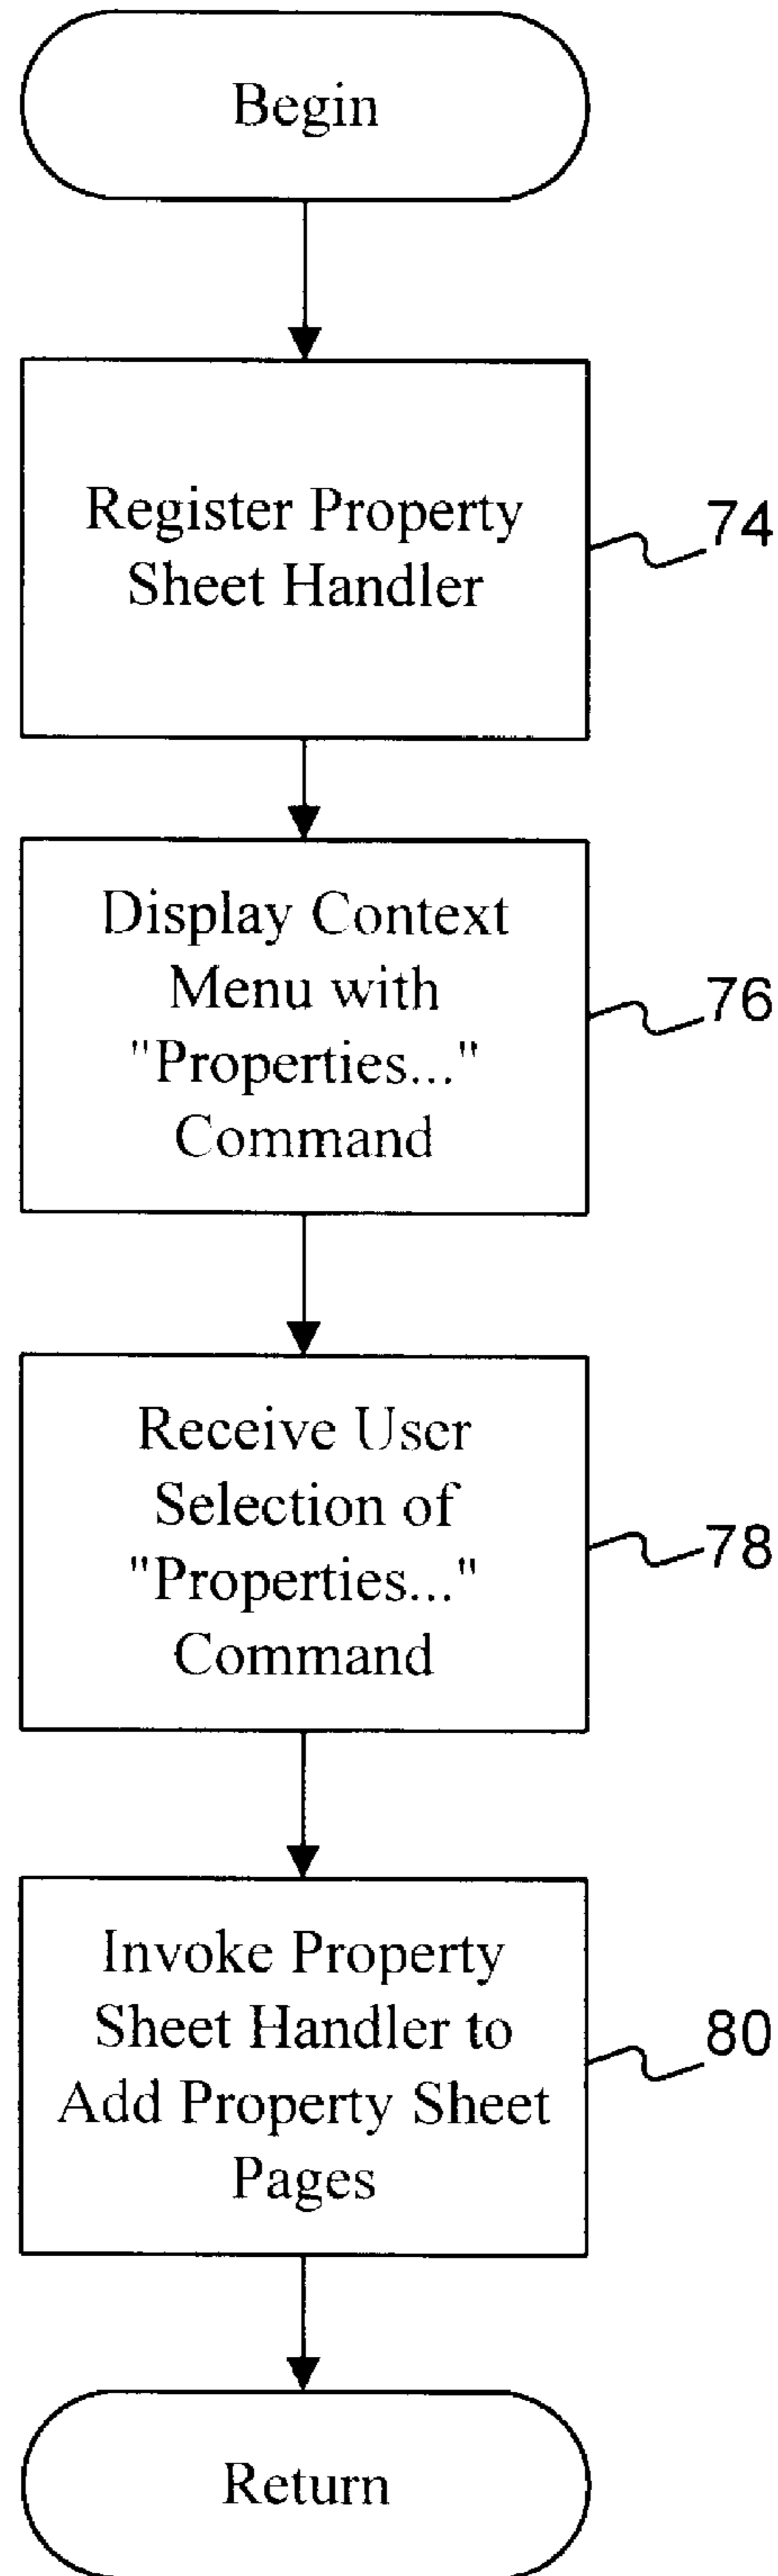 Begin
Register Property
Sheet Handler
74
Display Context
Menu with
"Properties..."
Command
76
Receive User
Selection of
"Properties..."
Command
78
Invoke Property
Sheet Handler to
Add Property Sheet
Pages
80
Return